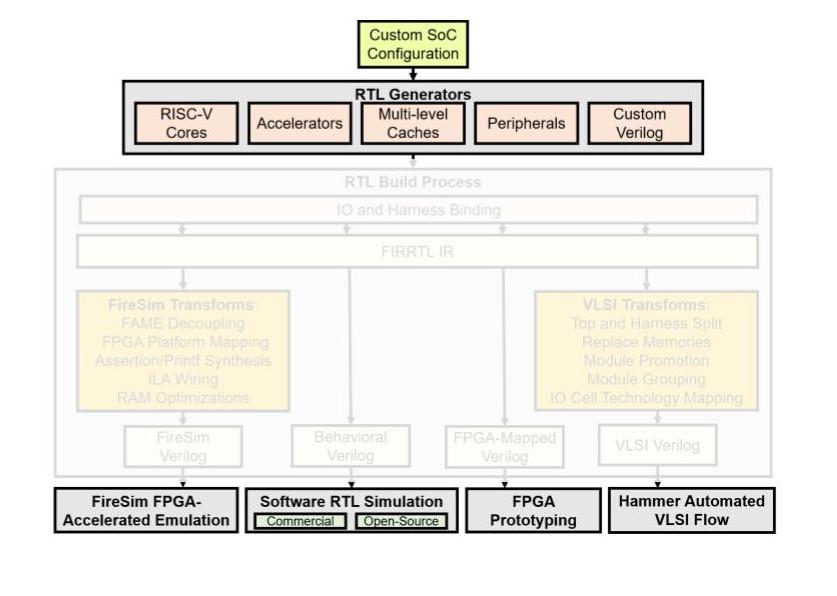 Custom SoC
Configuration
RTL Generators
RISC-V
Cores
Accelerators
Multi-level
Caches
Peripherals
Custom
Verilog
RTL Build Process
IO and Harness Binding
FIRRTL IR
FireSim Transforms:
FAME Decoupling
FPGA Platform Mapping
Assertion/Printf Synthesis
ILA Wiring
RAM Optimizations
VLSI Transforms:
Top and Harness Split
Replace Memories
Module Promotion
Module Grouping
IO Cell Technology Mapping
FireSim
Verilog
Behavioral
Verilog
FPGA-Mapped
Verilog
VLSI Verilog
FireSim FPGA-
Accelerated Emulation
Software RTL Simulation
Commercial
Open-Source
FPGA
Prototyping
Hammer Automated
VLSI Flow